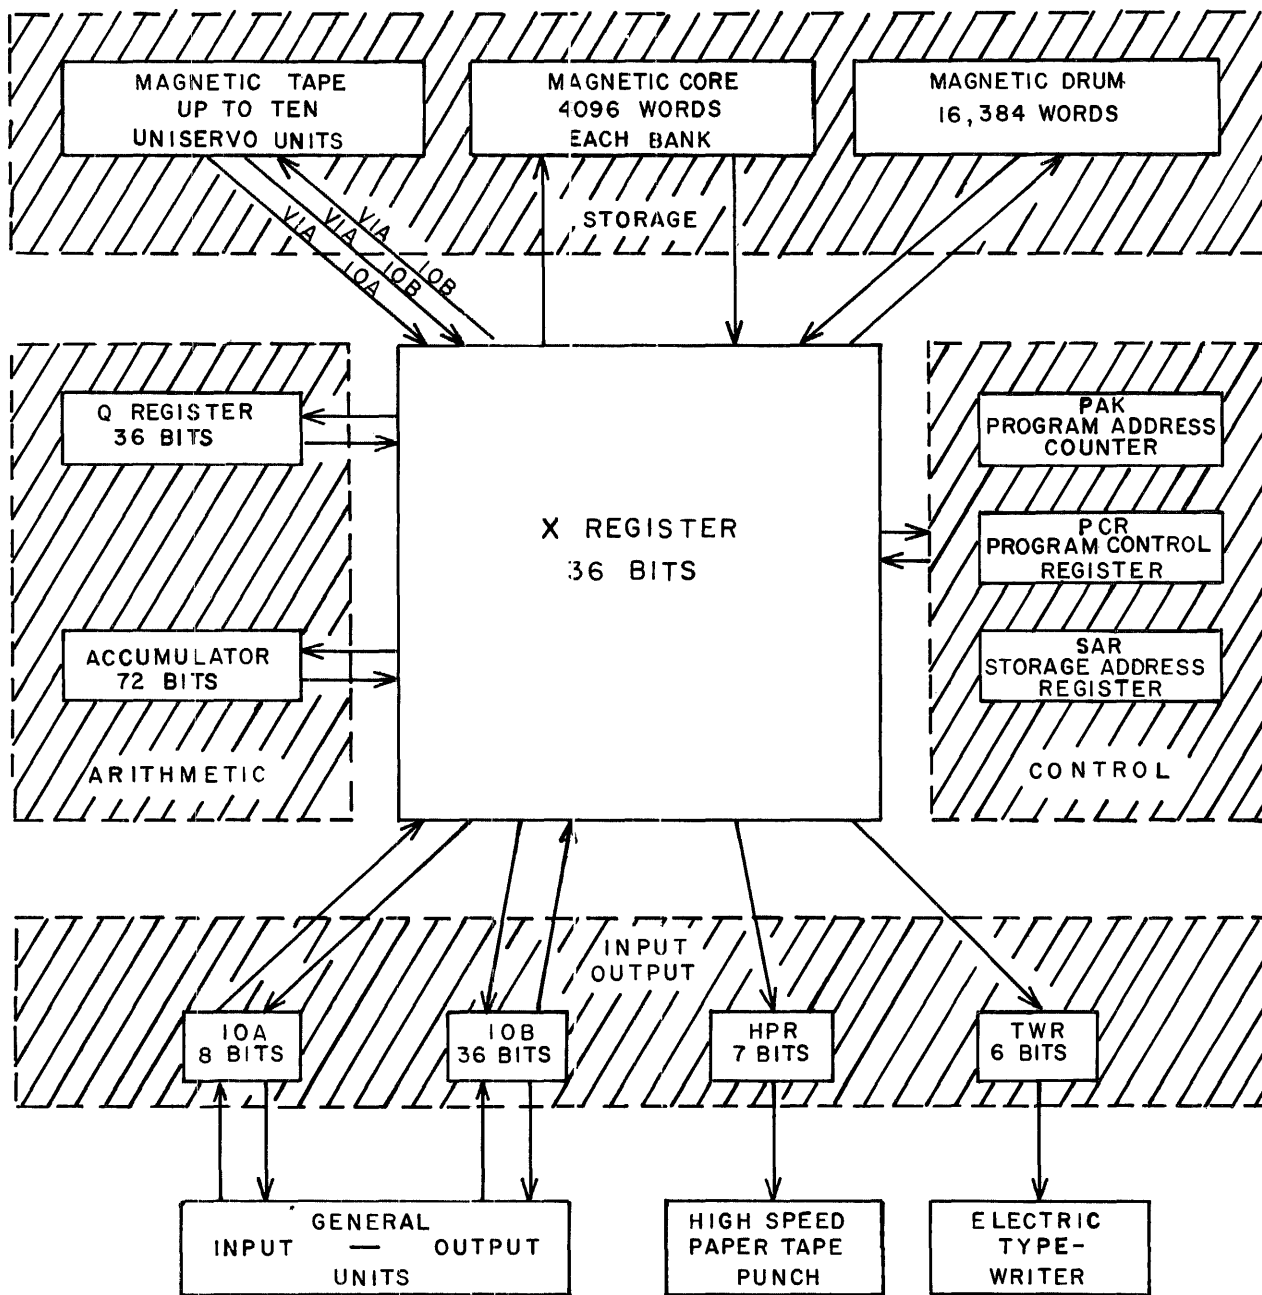 MAGNETIC TAPE
UP TO TEN
UNISERVO UNITS
MAGNETIC CORE
4096 WORDS
EACH BANK
MAGNETIC DRUM
16,384 WORDS
STORAGE
VIA IOA
VIA IOB
VIA IOB
Q REGISTER
36 BITS
ACCUMULATOR
72 BITS
ARITHMETIC
X REGISTER
36 BITS
PAK
PROGRAM ADDRESS
COUNTER
PCR
PROGRAM CONTROL
REGISTER
SAR
STORAGE ADDRESS
REGISTER
CONTROL
INPUT
OUTPUT
IOA
8 BITS
IOB
36 BITS
HPR
7 BITS
TWR
6 BITS
GENERAL
INPUT — OUTPUT
UNITS
HIGH SPEED
PAPER TAPE
PUNCH
ELECTRIC
TYPE-
WRITER